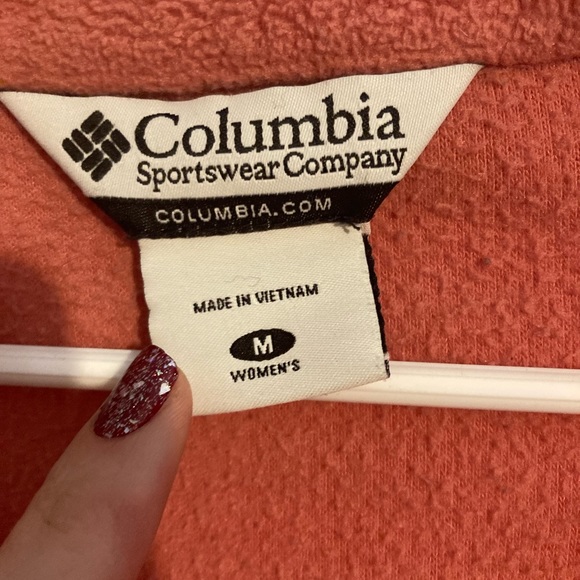 Columbia
Sportswear Company
COLUMBIA.COM
MADE IN VIETNAM
M
WOMEN'S